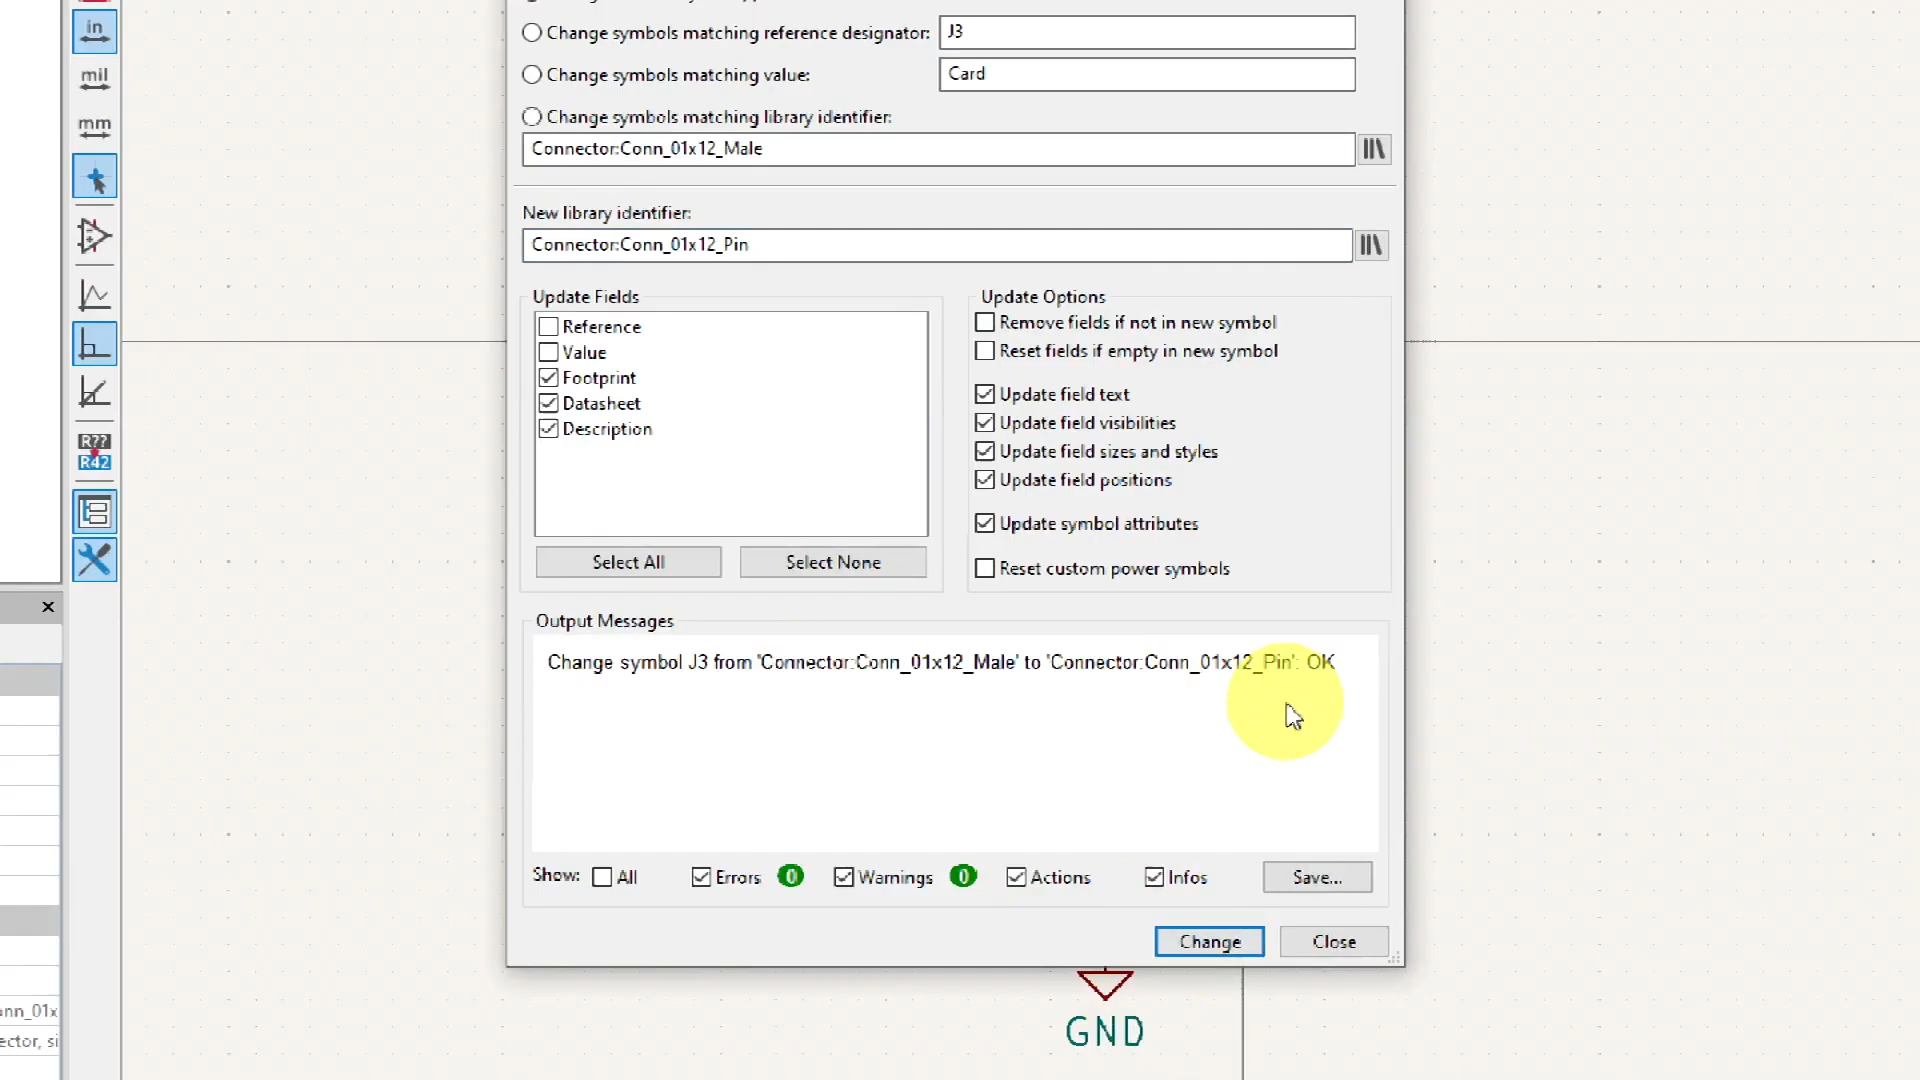 in
mil
mm
R??
R42
Change symbols matching reference designator:
J3
Change symbols matching value:
Card
Change symbols matching library identifier:
Connector:Conn_01x12_Male
New library identifier:
Connector:Conn_01x12_Pin
Update Fields
Reference
Value
Footprint
Datasheet
Description
Select All
Select None
Update Options
Remove fields if not in new symbol
Reset fields if empty in new symbol
Update field text
Update field visibilities
Update field sizes and styles
Update field positions
Update symbol attributes
Reset custom power symbols
Output Messages
Change symbol J3 from 'Connector:Conn_01x12_Male' to 'Connector:Conn_01x12_Pin': OK
Show:
All
Errors
0
Warnings
0
Actions
Infos
Save...
Change
Close
GND
onn_01x
ector, si